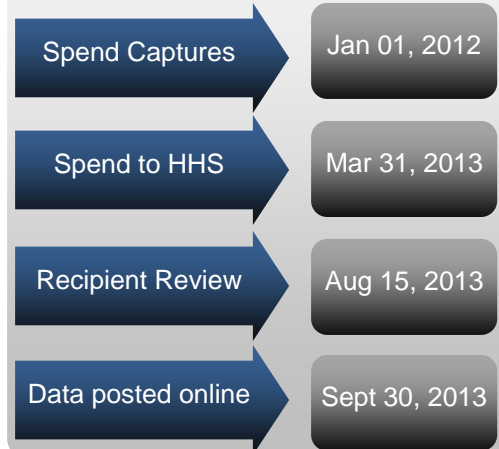 Spend Captures
Jan 01, 2012
Spend to HHS
Mar 31, 2013
Recipient Review
Aug 15, 2013
Data posted online
Sept 30, 2013